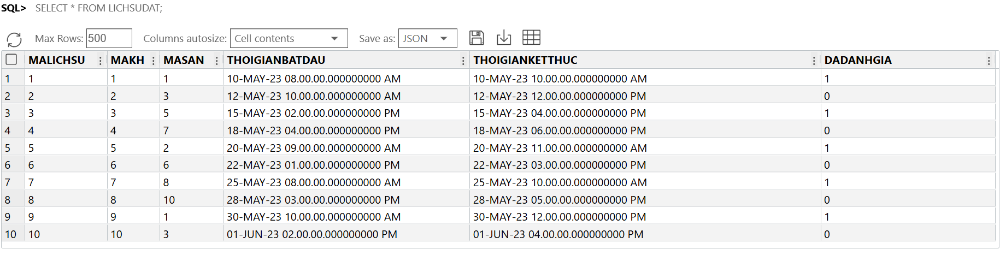 SQL> SELECT * FROM LICHSUDAT;
Max Rows: 500 Columns autosize: Cell contents Save as: JSON
MALICHSU MAKH MASAN THOIGIANBATDAU THOIGIANKETTHUC DADANHGIA
1 1 1 1 10-MAY-23 08.00.00.000000000 AM 10-MAY-23 10.00.00.000000000 AM 1
2 2 2 3 12-MAY-23 10.00.00.000000000 AM 12-MAY-23 12.00.00.000000000 PM 0
3 3 3 5 15-MAY-23 02.00.00.000000000 PM 15-MAY-23 04.00.00.000000000 PM 1
4 4 4 7 18-MAY-23 04.00.00.000000000 PM 18-MAY-23 06.00.00.000000000 PM 0
5 5 5 2 20-MAY-23 09.00.00.000000000 AM 20-MAY-23 11.00.00.000000000 AM 1
6 6 6 6 22-MAY-23 01.00.00.000000000 PM 22-MAY-23 03.00.00.000000000 PM 0
7 7 7 8 25-MAY-23 08.00.00.000000000 AM 25-MAY-23 10.00.00.000000000 AM 1
8 8 8 10 28-MAY-23 03.00.00.000000000 PM 28-MAY-23 05.00.00.000000000 PM 0
9 9 9 1 30-MAY-23 10.00.00.000000000 AM 30-MAY-23 12.00.00.000000000 PM 1
10 10 10 3 01-JUN-23 02.00.00.000000000 PM 01-JUN-23 04.00.00.000000000 PM 0